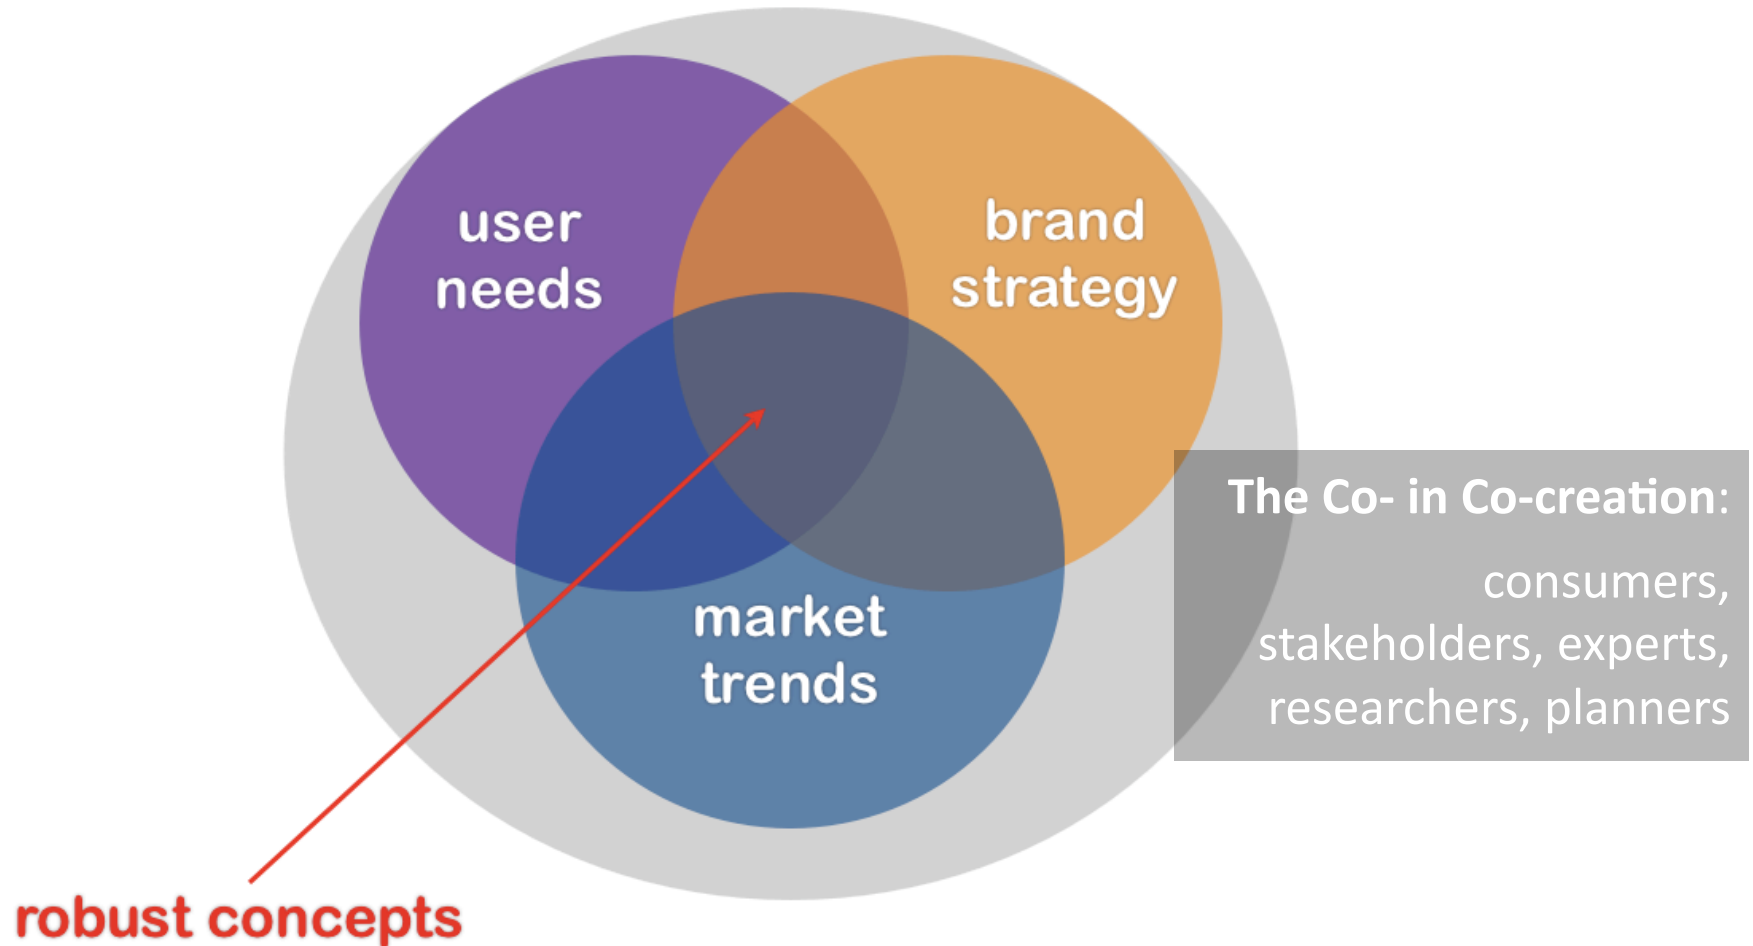 user
needs
brand
strategy
market
trends
The Co- in Co-creation:
consumers,
stakeholders, experts,
researchers, planners
robust concepts